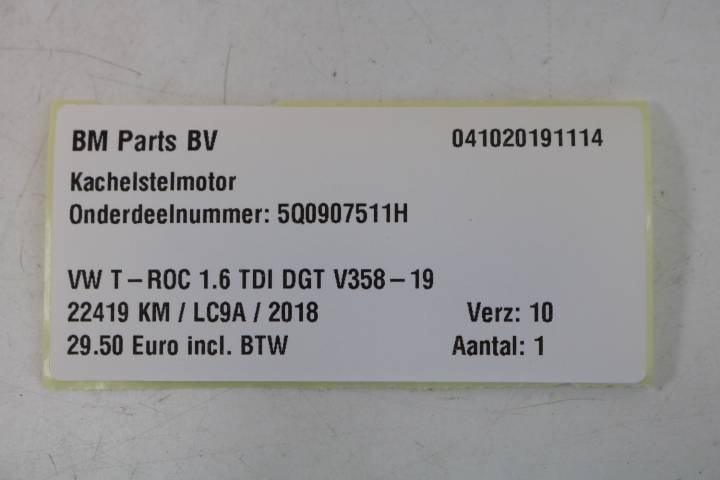 BM Parts BV 041020191114
Kachelstelmotor
Onderdeelnummer: 5Q0907511H
VW T-ROC 1.6 TDI DGT V358-19
22419 KM / LC9A / 2018 Verz: 10
29.50 Euro incl. BTW Aantal: 1